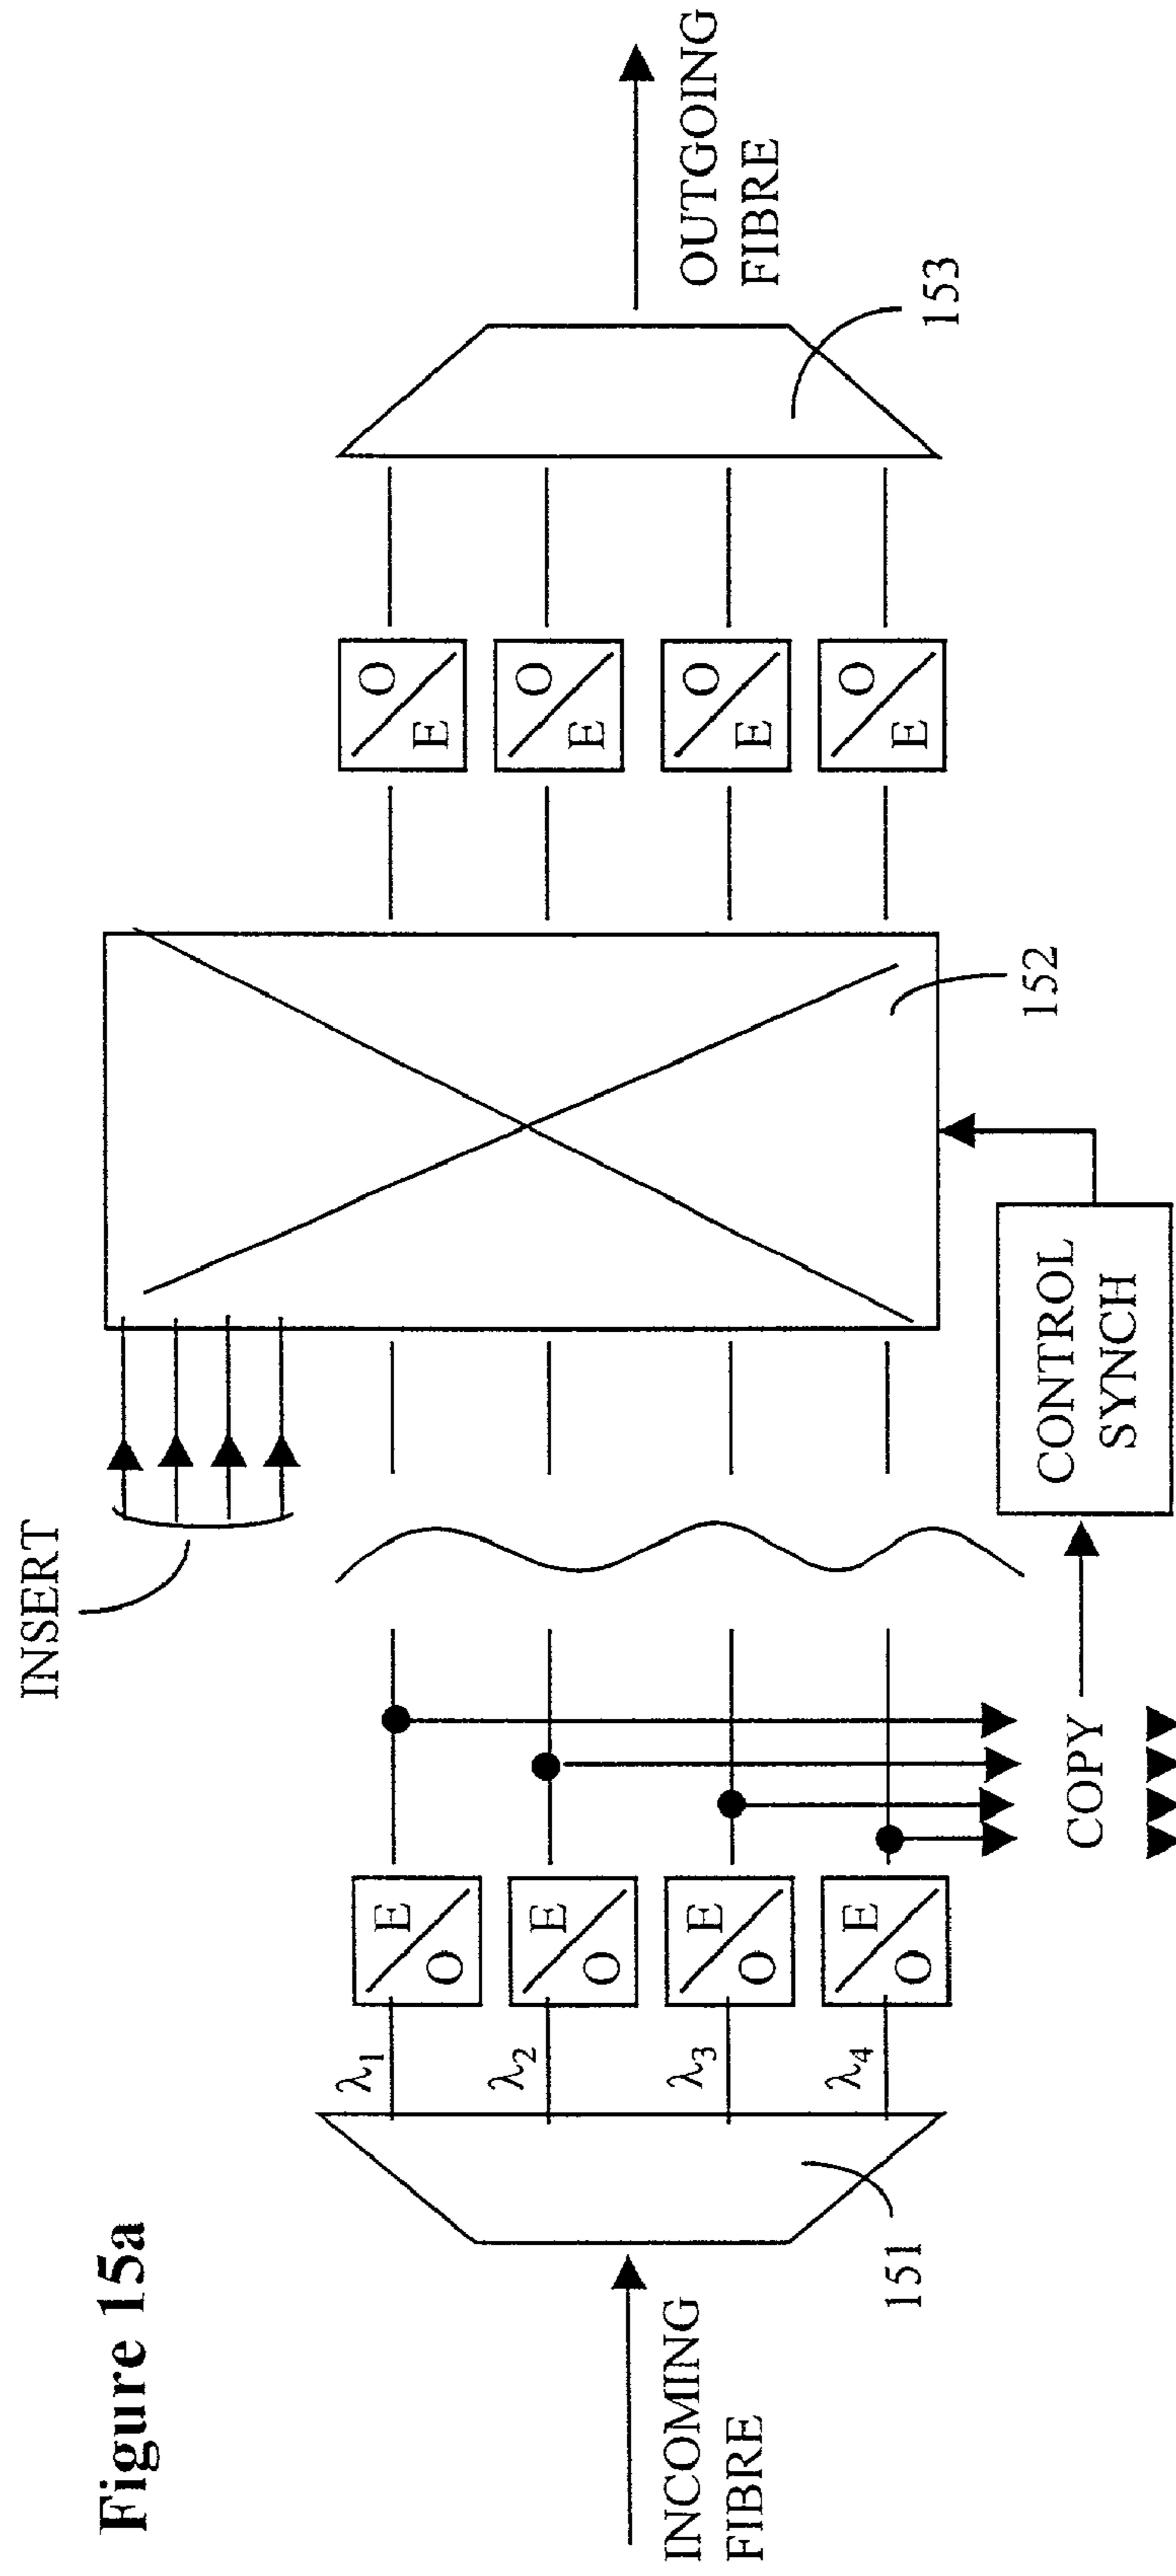 Figure 15a
INCOMING
FIBRE
151
λ1
λ2
λ3
λ4
O
E
O
E
O
E
O
E
COPY
INSERT
CONTROL
SYNCH
152
E
O
E
O
E
O
E
O
153
OUTGOING
FIBRE